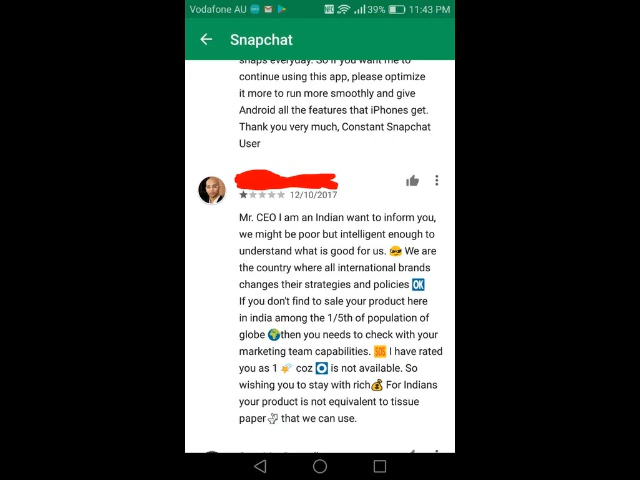 Vodafone AU 39% 11:43 PM
Snapchat
snaps everyday. So if you want me to
continue using this app, please optimize
it more to run more smoothly and give
Android all the features that iPhones get.
Thank you very much, Constant Snapchat
User
12/10/2017
Mr. CEO I am an Indian want to inform you,
we might be poor but intelligent enough to
understand what is good for us. We are
the country where all international brands
changes their strategies and policies 🆗
If you don't find to sale your product here
in india among the 1/5th of population of
globe 🌍then you needs to check with your
marketing team capabilities. 🆘 I have rated
you as 1 coz is not available. So
wishing you to stay with rich💰 For Indians
your product is not equivalent to tissue
paper🚽 that we can use.